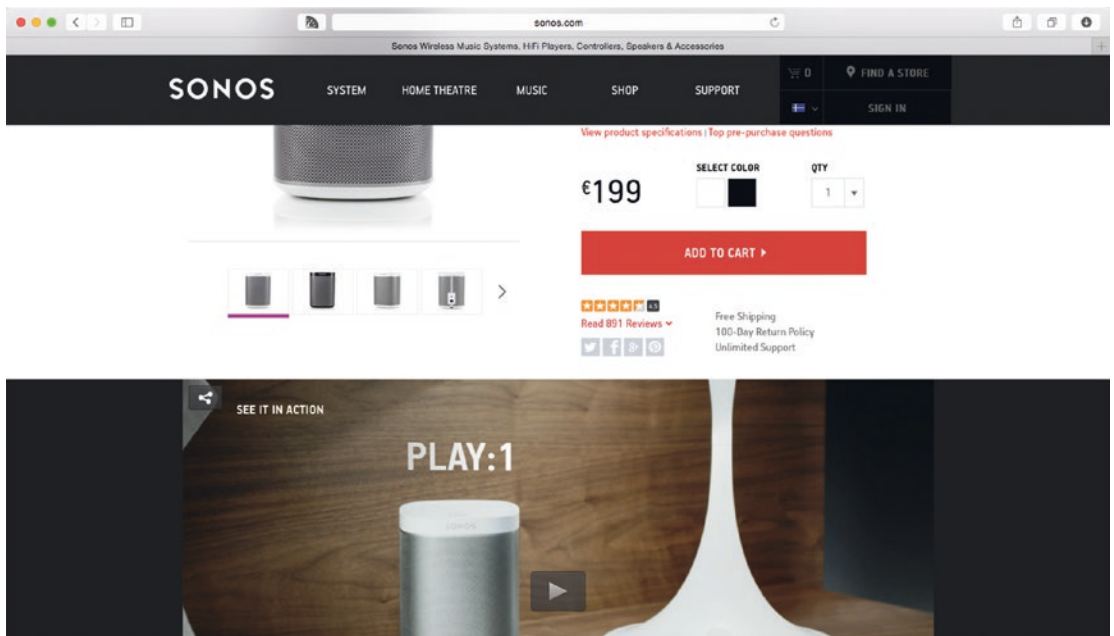 sonos.com
Sonos Wireless Music Systems, HiFi Players, Controllers, Speakers & Accessories
SONOS
SYSTEM
HOME THEATRE
MUSIC
SHOP
SUPPORT
0
FIND A STORE
SIGN IN
View product specifications | Top pre-purchase questions
SELECT COLOR
QTY
€199
1
ADD TO CART
4.5
Read 891 Reviews
Free Shipping
100-Day Return Policy
Unlimited Support
SEE IT IN ACTION
PLAY:1
SONOS